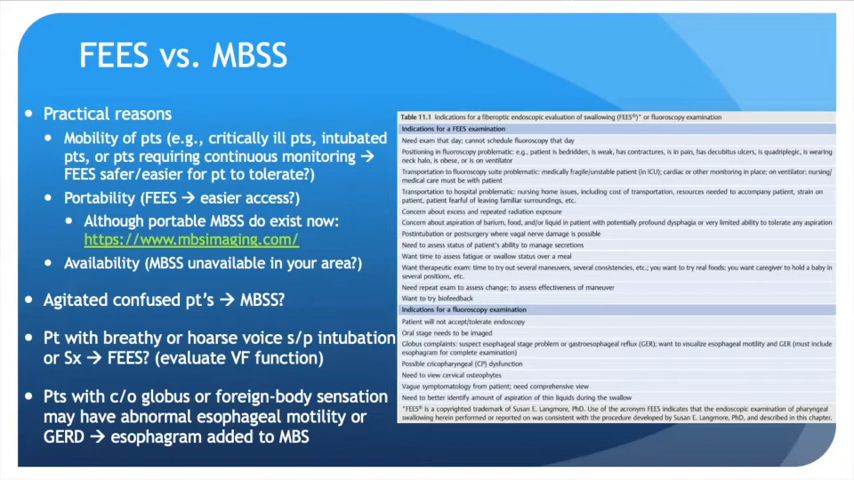 FEES vs. MBSS
Practical reasons
Mobility of pts (e.g., critically ill pts, intubated
pts, or pts requiring continuous monitoring →
FEES safer/easier for pt to tolerate?)
Portability (FEES → easier access?)
Although portable MBSS do exist now:
https://www.mbsimaging.com/
Availability (MBSS unavailable in your area?)
Agitated confused pt's → MBSS?
Pt with breathy or hoarse voice s/p intubation
or Sx → FEES? (evaluate VF function)
Pts with c/o globus or foreign-body sensation
may have abnormal esophageal motility or
GERD → esophagram added to MBS
Table 11.1 Indications for a fiberoptic endoscopic evaluation of swallowing (FEES®)* or fluoroscopy examination
Indications for a FEES examination
Need exam that day; cannot schedule fluoroscopy that day
Positioning in fluoroscopy problematic: e.g., patient is bedridden, is weak, has contractures, is in pain, has decubitus ulcers, is quadriplegic, is wearing
neck halo, is obese, or is on ventilator
Transportation to fluoroscopy suite problematic: medically fragile/unstable patient (in ICU); cardiac or other monitoring in place; on ventilator; nursing/
medical care must be with patient
Transportation to hospital problematic: nursing home issues, including cost of transportation, resources needed to accompany patient, strain on
patient, patient fearful of leaving familiar surroundings, etc.
Concern about excess and repeated radiation exposure
Concern about aspiration of barium, food, and/or liquid in patient with potentially profound dysphagia or very limited ability to tolerate any aspiration
Postintubation or postsurgery where vagal nerve damage is possible
Need to assess status of patient's ability to manage secretions
Want time to assess fatigue or swallow status over a meal
Want therapeutic exam: time to try out several maneuvers, several consistencies, etc.; you want to try real foods; you want caregiver to hold a baby in
several positions, etc.
Need repeat exam to assess change; to assess effectiveness of maneuver
Want to try biofeedback
Indications for a fluoroscopy examination
Patient will not accept/tolerate endoscopy
Oral stage needs to be imaged
Globus complaints: suspect esophageal stage problem or gastroesophageal reflux (GER); want to visualize esophageal motility and GER (must include
esophagram for complete examination)
Possible cricopharyngeal (CP) dysfunction
Need to view cervical osteophytes
Vague symptomatology from patient; need comprehensive view
Need to better identify amount of aspiration of thin liquids during the swallow
*FEES® is a copyrighted trademark of Susan E. Langmore, PhD. Use of the acronym FEES indicates that the endoscopic examination of pharyngeal
swallowing herein performed or reported on was consistent with the procedure developed by Susan E. Langmore, PhD, and described in this chapter.